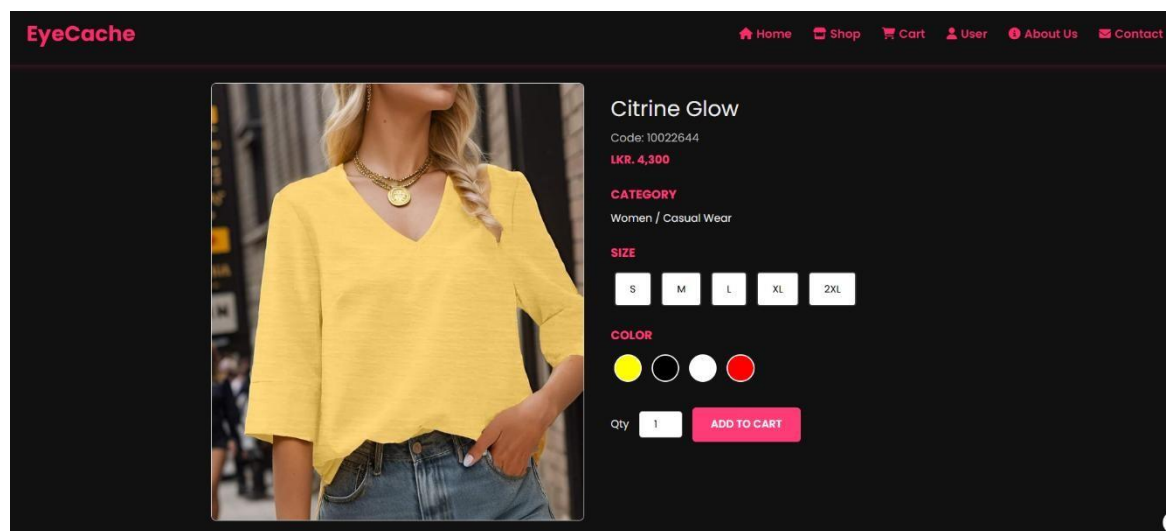 EyeCache
Home Shop Cart User About Us Contact
Citrine Glow
Code: 10022644
LKR. 4,300
CATEGORY
Women / Casual Wear
SIZE
S M L XL 2XL
COLOR
Qty 1 ADD TO CART